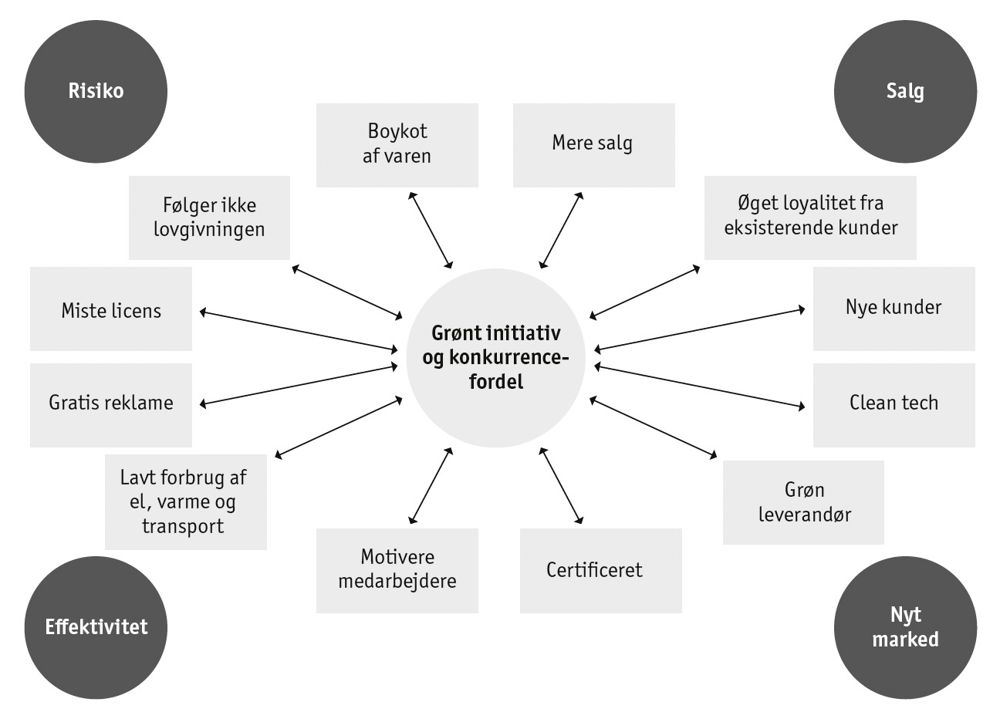 Risiko
Salg
Boykot
af varen
Mere salg
Følger ikke
lovgivningen
Øget loyalitet fra
eksisterende kunder
Miste licens
Nye kunder
Grønt initiativ
og konkurrence-
fordel
Gratis reklame
Clean tech
Lavt forbrug af
el, varme og
transport
Grøn
leverandør
Motivere
medarbejdere
Certificeret
Effektivitet
Nyt
marked